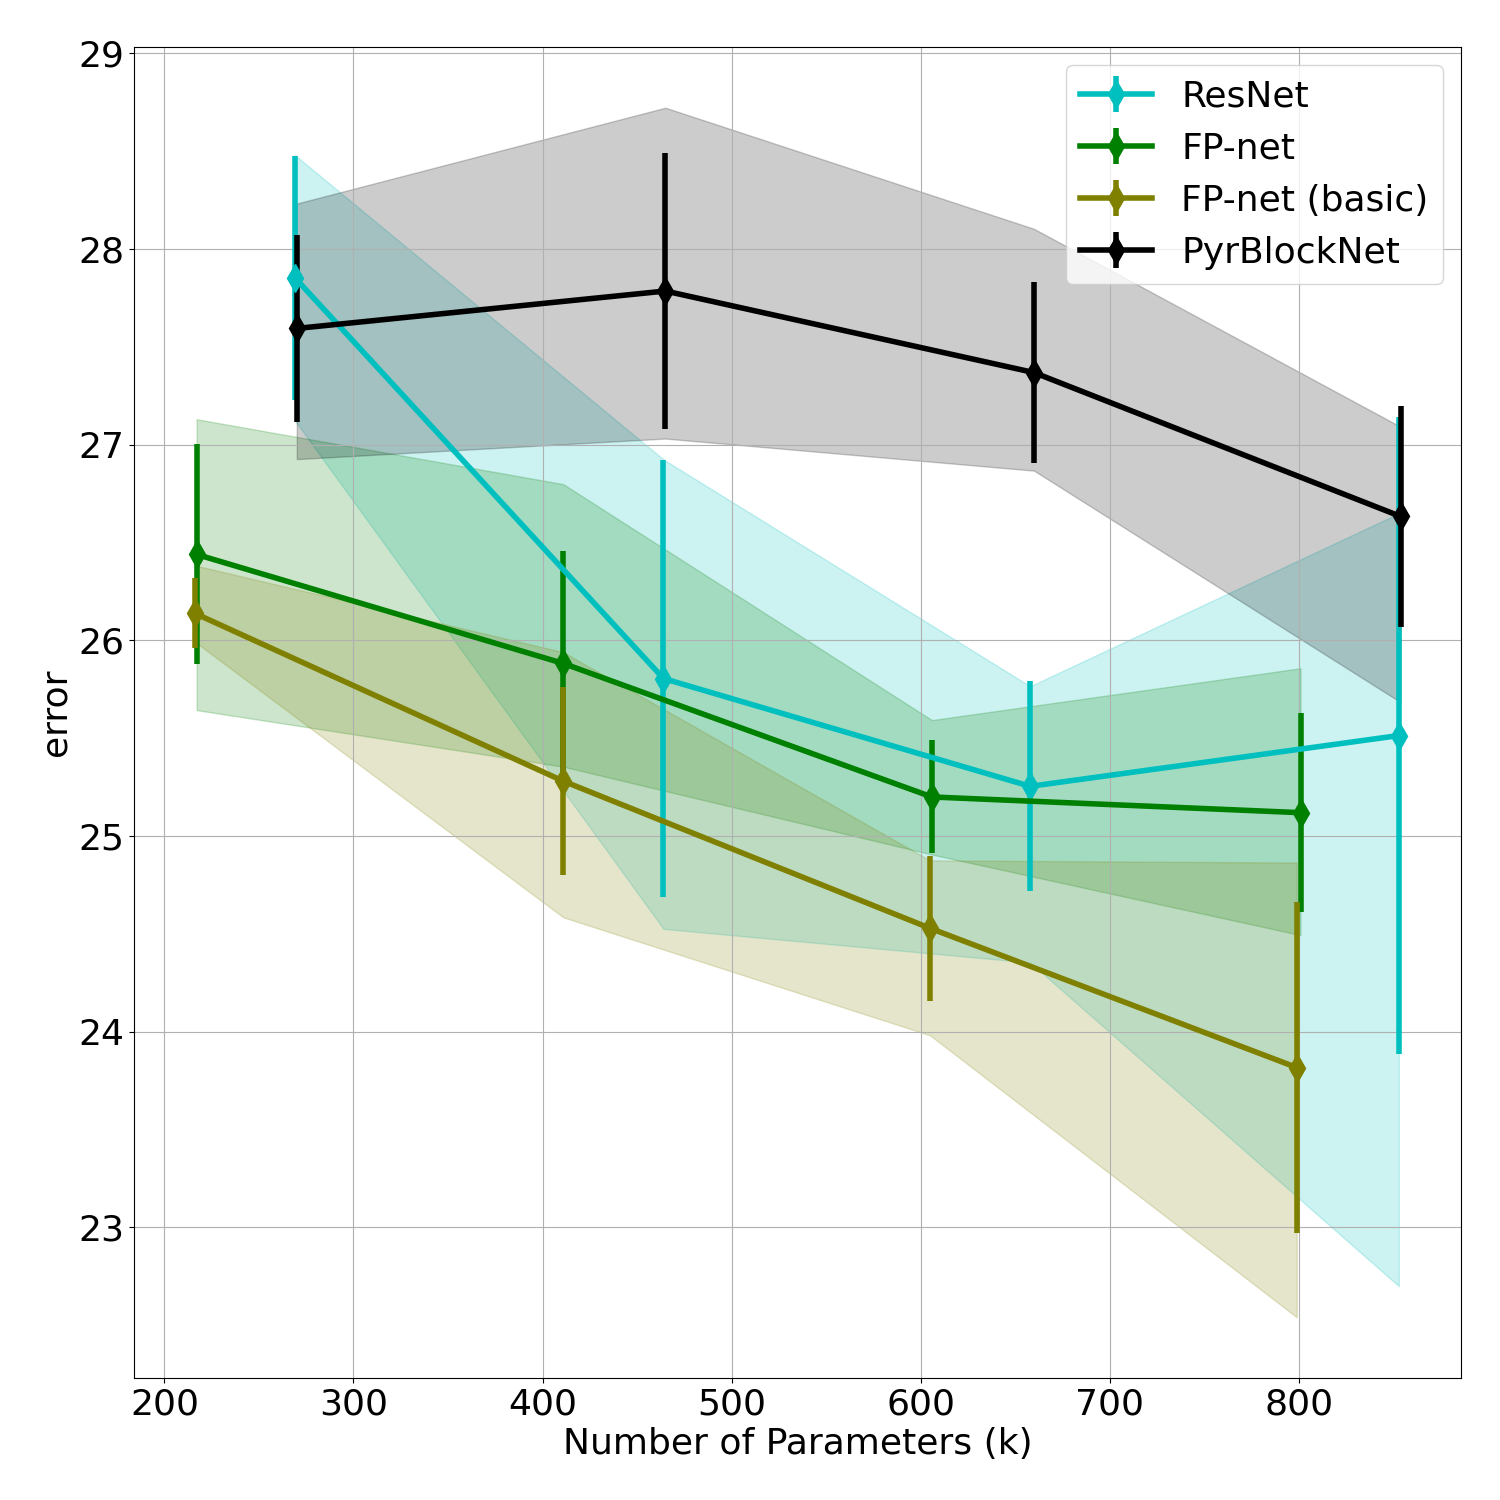 29
28
27
26
25
24
23
error
200
300
400
500
600
700
800
Number of Parameters (k)
ResNet
FP-net
FP-net (basic)
PyrBlockNet